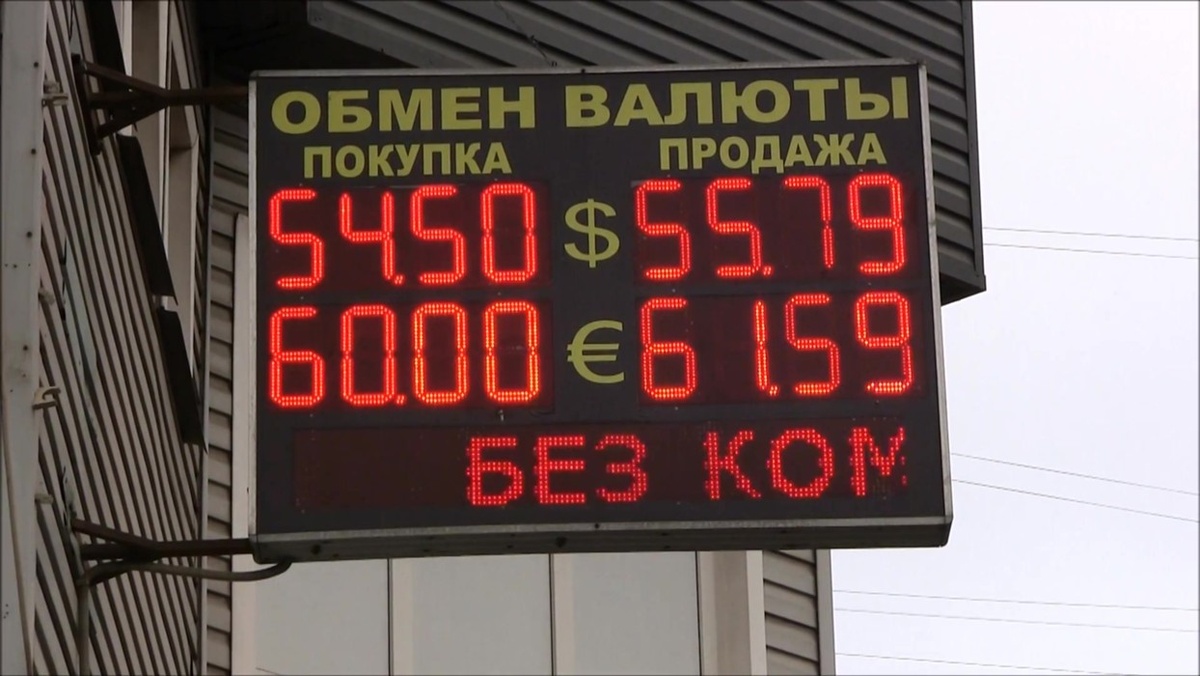 ОБМЕН ВАЛЮТЫ
ПОКУПКА ПРОДАЖА
54.50 $ 55.79
60.00 € 61.59
БЕЗ КОМ